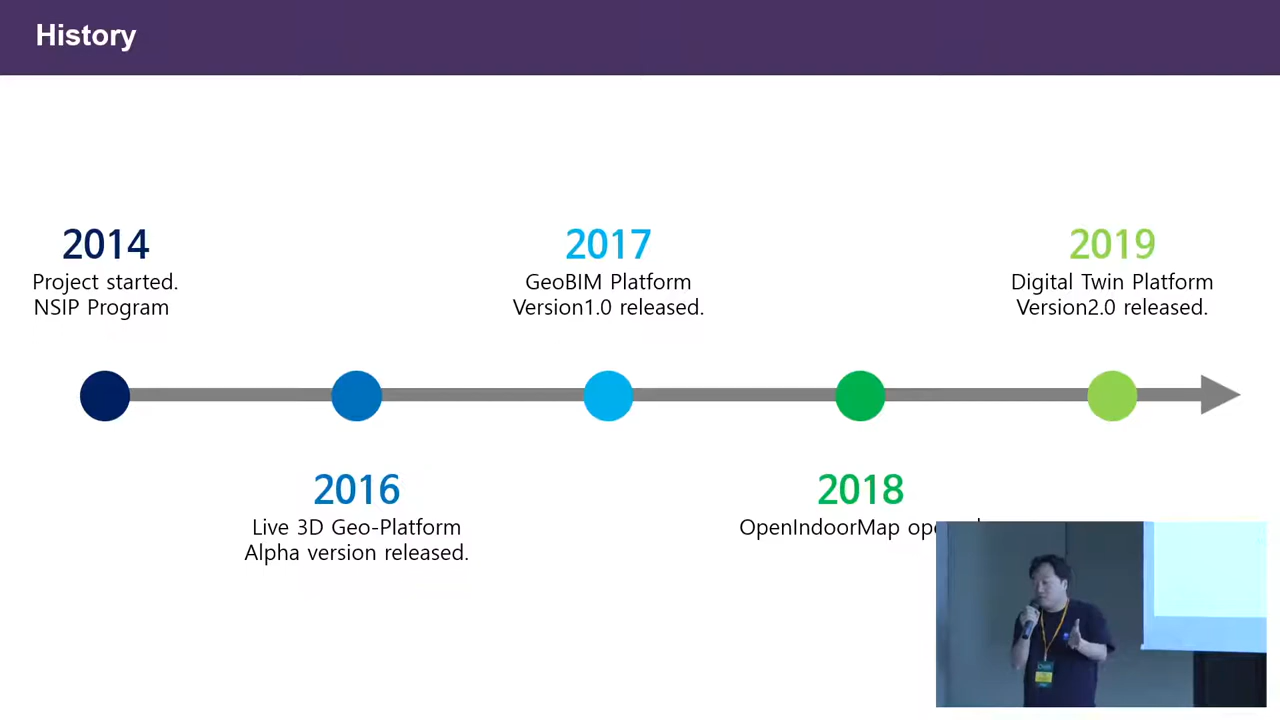 History
2014
Project started.
NSIP Program
2016
Live 3D Geo-Platform
Alpha version released.
2017
GeoBIM Platform
Version1.0 released.
2018
OpenIndoorMap
2019
Digital Twin Platform
Version2.0 released.